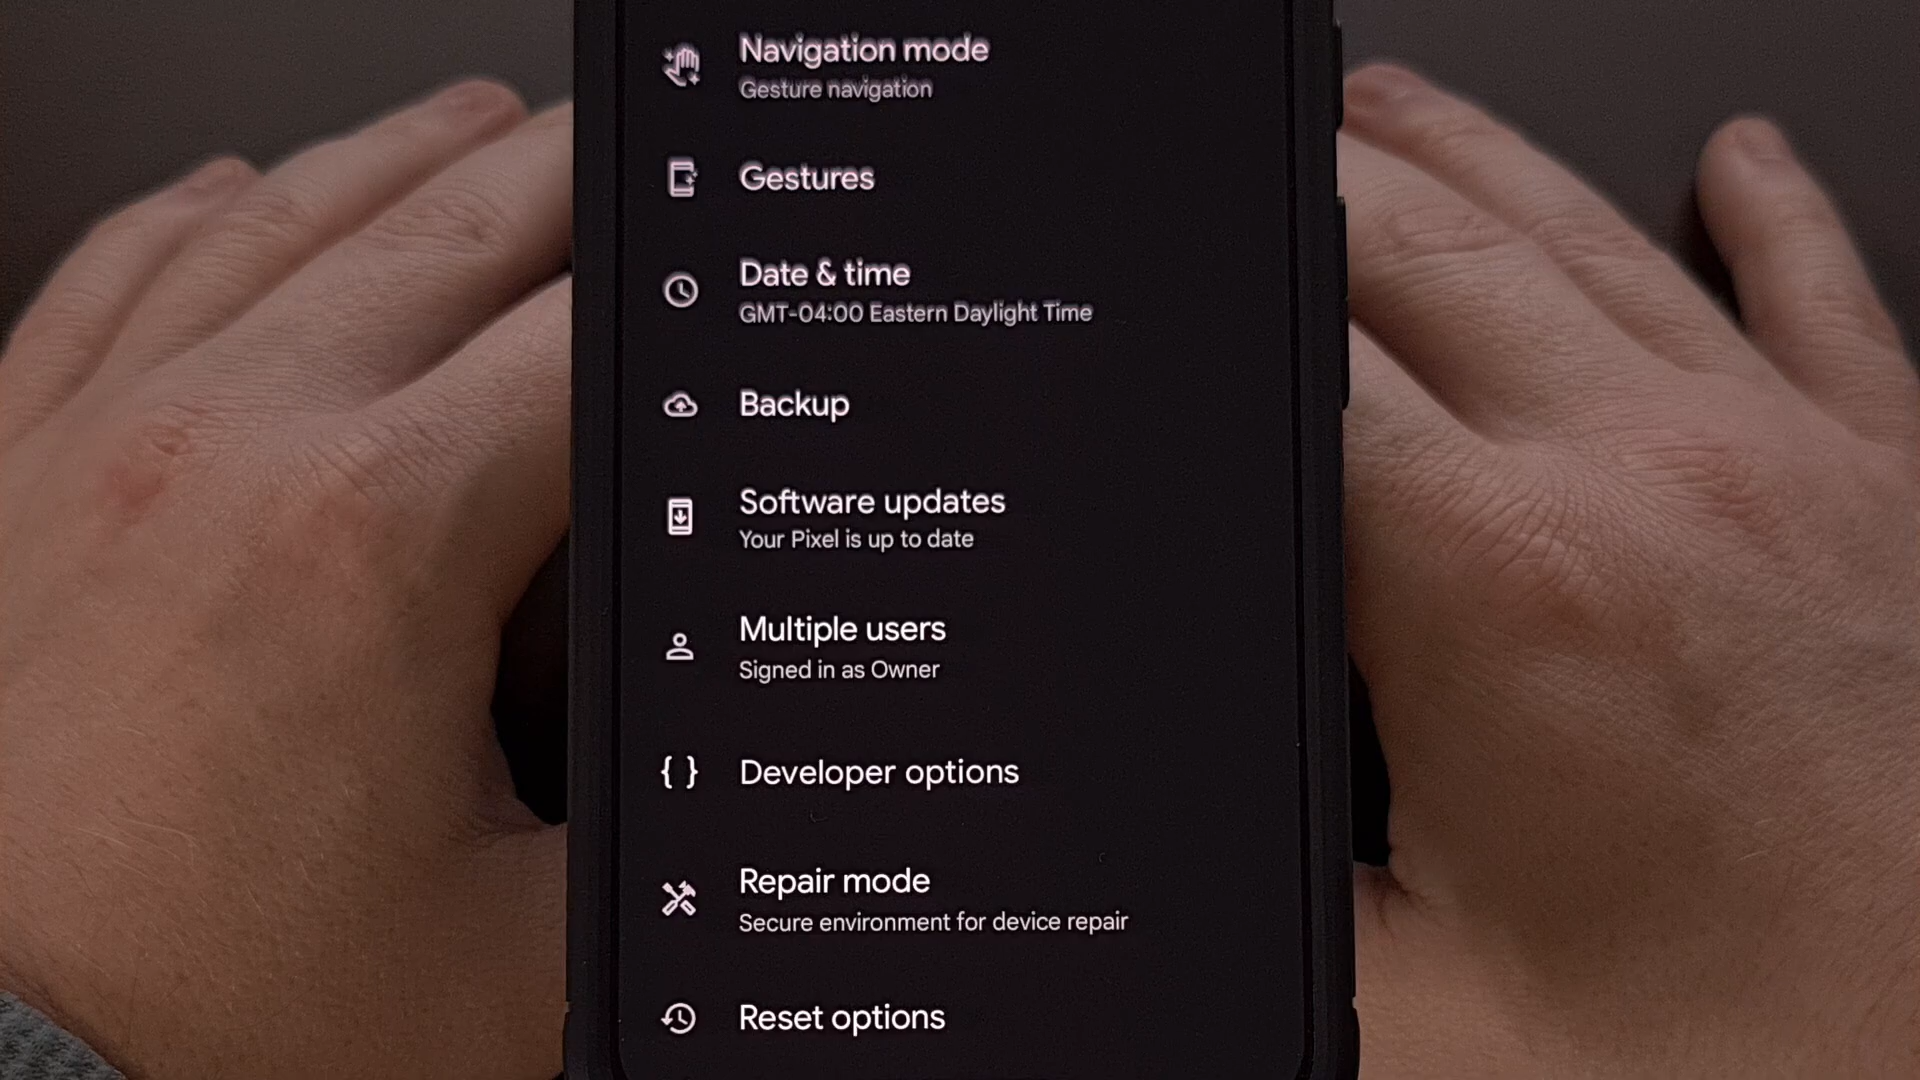 Navigation mode
Gesture navigation
Gestures
Date & time
GMT-04:00 Eastern Daylight Time
Backup
Software updates
Your Pixel is up to date
Multiple users
Signed in as Owner
{ } Developer options
Repair mode
Secure environment for device repair
Reset options